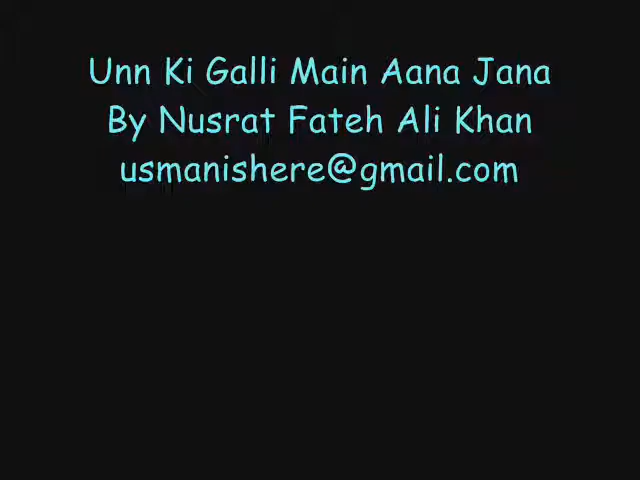 Unn Ki Galli Main Aana Jana
By Nusrat Fateh Ali Khan
usmanishere@gmail.com